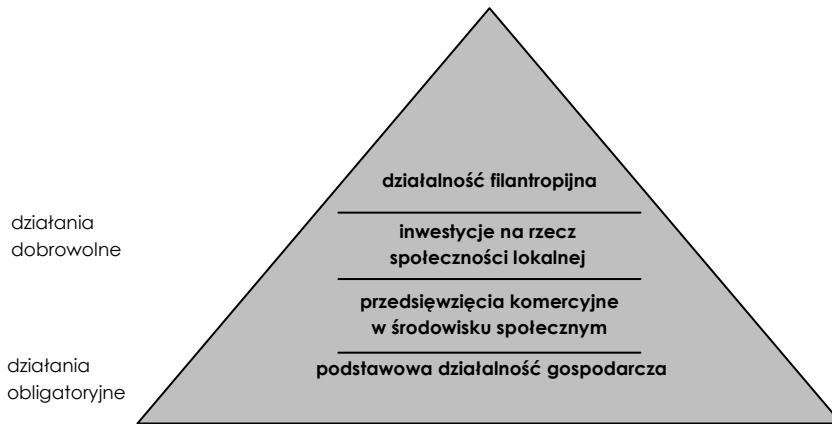 działalność filantropijna
działania
dobrowolne
inwestycje na rzecz
społeczności lokalnej
przedsięwzięcia komercyjne
w środowisku społecznym
działania
obligatoryjne
podstawowa działalność gospodarcza